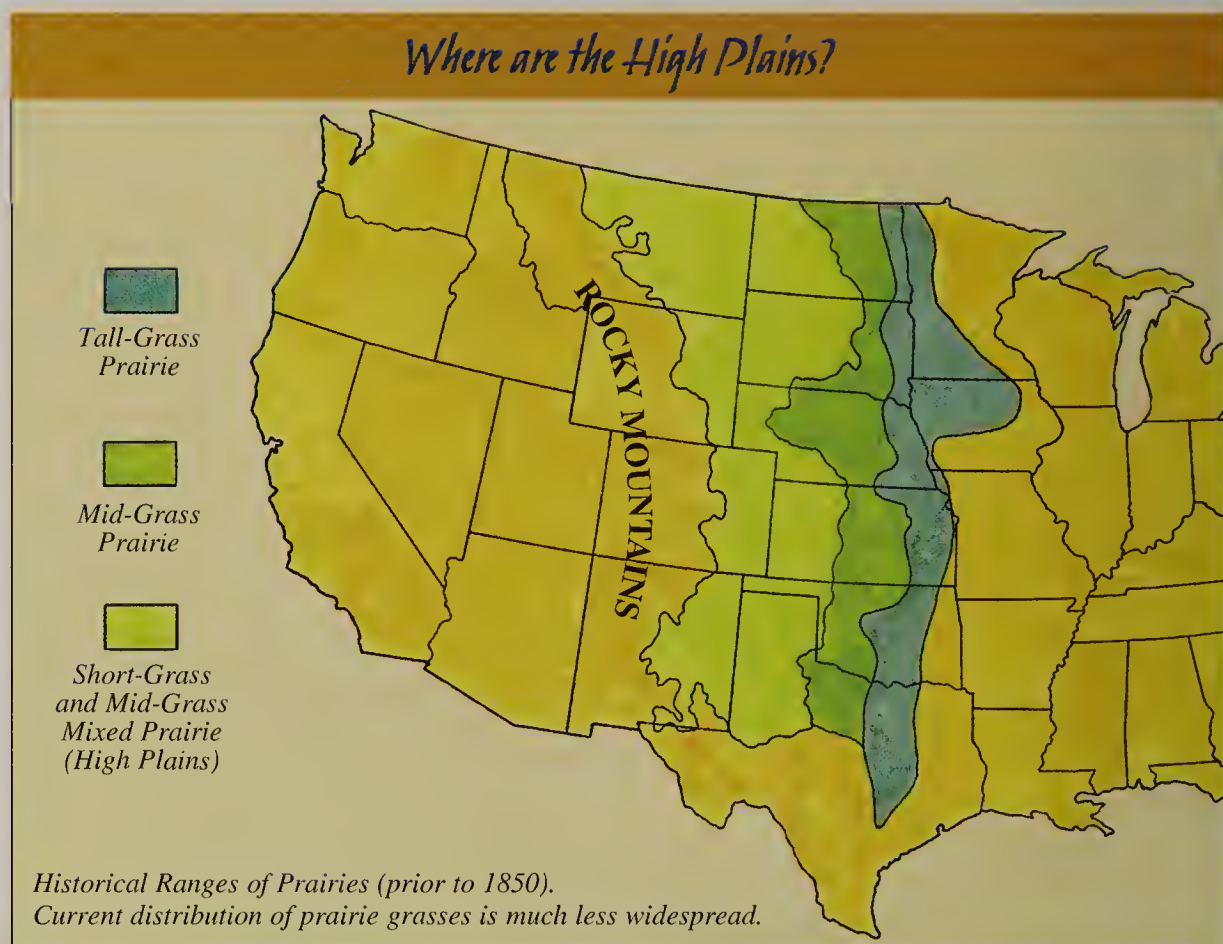 Where are the High Plains?
Tall-Grass
Prairie
Mid-Grass
Prairie
Short-Grass
and Mid-Grass
Mixed Prairie
(High Plains)
ROCKY MOUNTAINS
Historical Ranges of Prairies (prior to 1850).
Current distribution of prairie grasses is much less widespread.